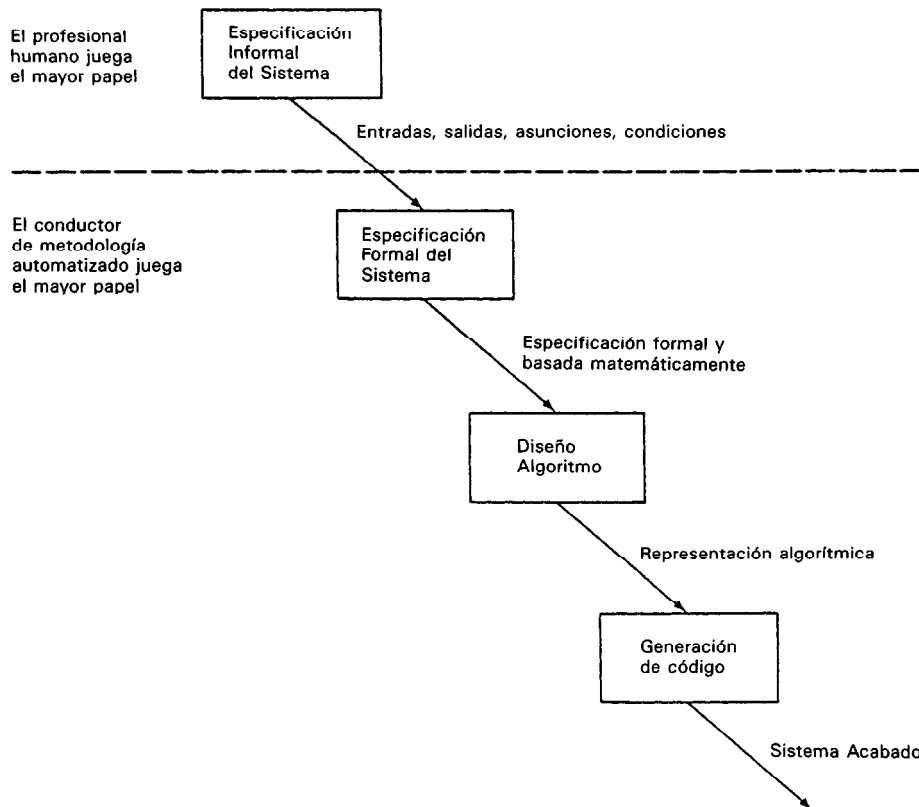 El profesional
humano juega
el mayor papel
Especificación
Informal
del Sistema
Entradas, salidas, asunciones, condiciones
El conductor
de metodología
automatizado juega
el mayor papel
Especificación
Formal del
Sistema
Especificación formal y
basada matemáticamente
Diseño
Algoritmo
Representación algorítmica
Generación
de código
Sistema Acabado